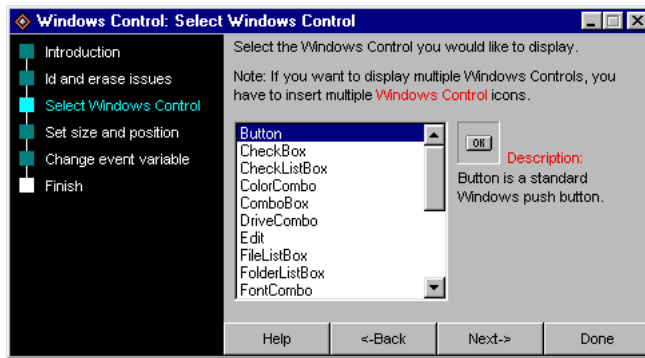 Windows Control: Select Windows Control
Introduction
Id and erase issues
Select Windows Control
Set size and position
Change event variable
Finish
Select the Windows Control you would like to display.
Note: If you want to display multiple Windows Controls, you
have to insert multiple Windows Control icons.
Button
CheckBox
CheckListBox
ColorCombo
ComboBox
DriveCombo
Edit
FileListBox
FolderListBox
FontCombo
OK
Description:
Button is a standard
Windows push button.
Help
<-Back
Next->
Done